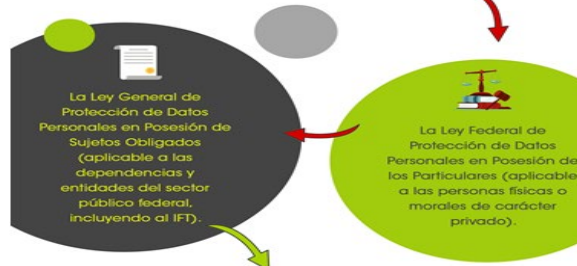 La Ley General de
Protección de Datos
Personales en Posesión de
Sujetos Obligados
(aplicable a las
dependencias y
entidades del sector
público federal,
incluyendo al IFT).
La Ley Federal de
Protección de Datos
Personales en Posesión de
los Particulares (aplicable
a las personas físicas o
morales de carácter
privado).